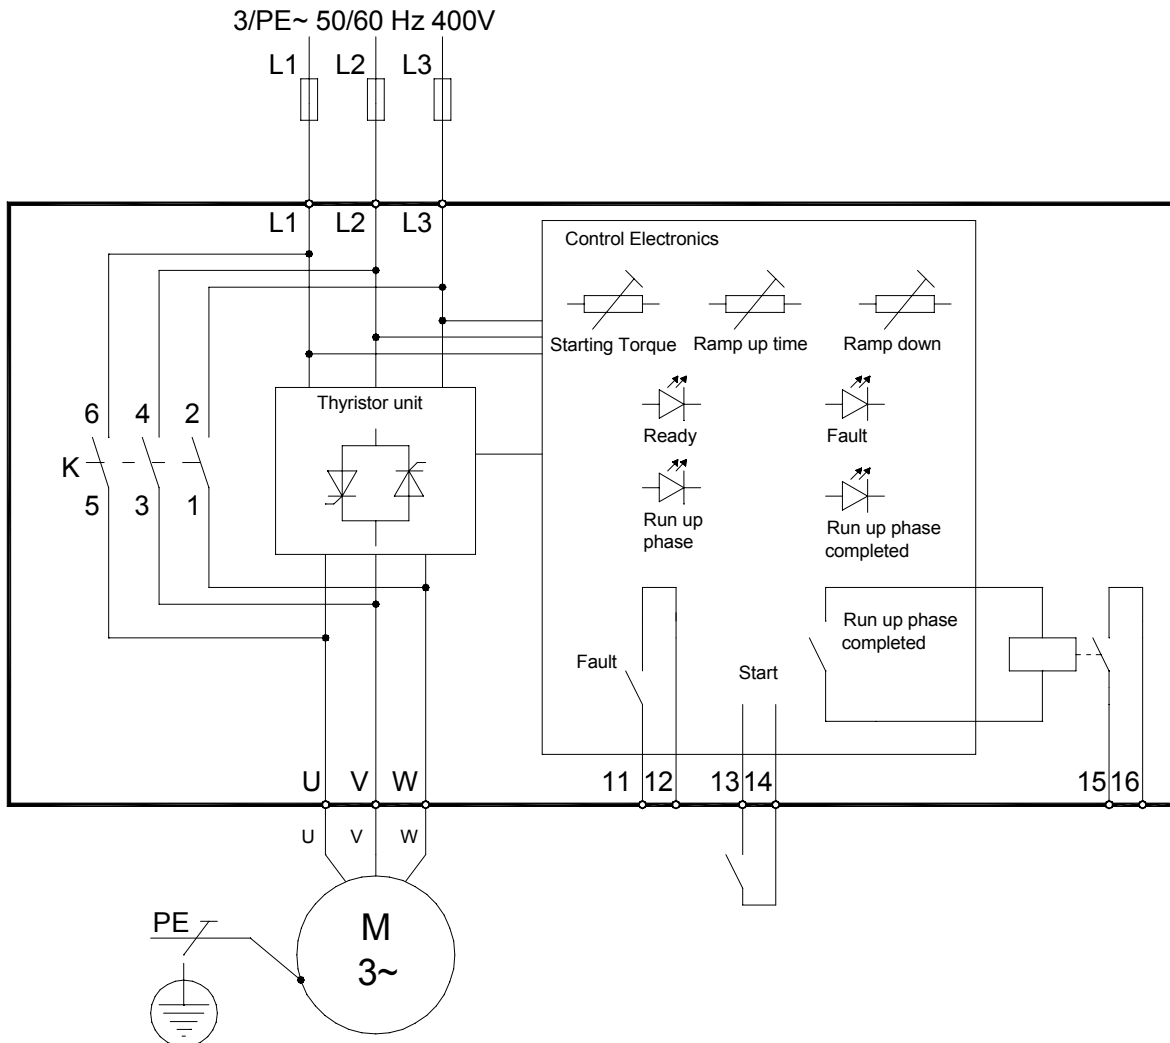 3/PE~ 50/60 Hz 400V
L1 L2 L3
L1 L2 L3
Control Electronics
Starting Torque Ramp up time Ramp down
Thyristor unit
6 4 2
Ready Fault
K
5 3 1
Run up
phase
Run up phase
completed
Run up phase
completed
Fault
Start
U V W 11 12 13 14 15 16
U V W
PE
M
3~